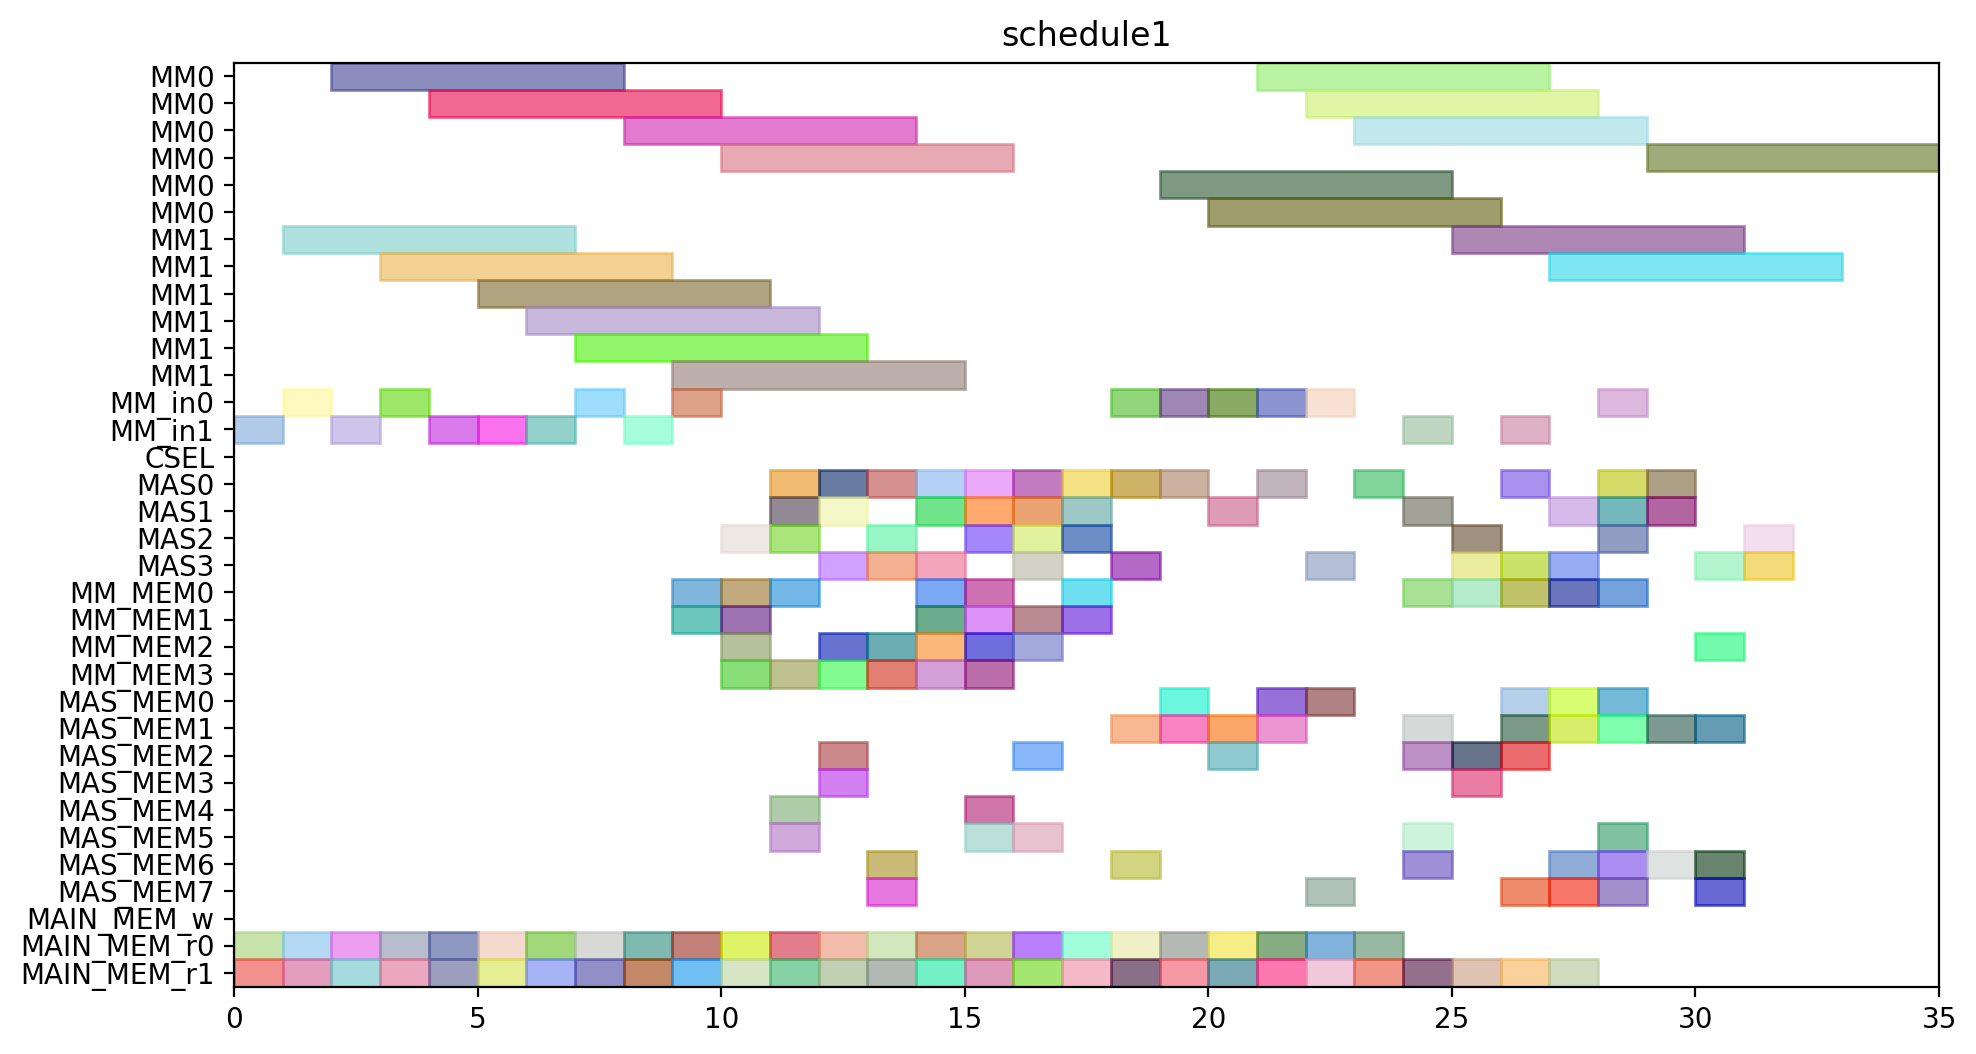 schedule1
MM0
MM0
MM0
MM0
MM0
MM0
MM1
MM1
MM1
MM1
MM1
MM1
MM_in0
MM_in1
CSEL
MAS0
MAS1
MAS2
MAS3
MM_MEM0
MM_MEM1
MM_MEM2
MM_MEM3
MAS_MEM0
MAS_MEM1
MAS_MEM2
MAS_MEM3
MAS_MEM4
MAS_MEM5
MAS_MEM6
MAS_MEM7
MAIN_MEM_w
MAIN_MEM_r0
MAIN_MEM_r1
0 5 10 15 20 25 30 35